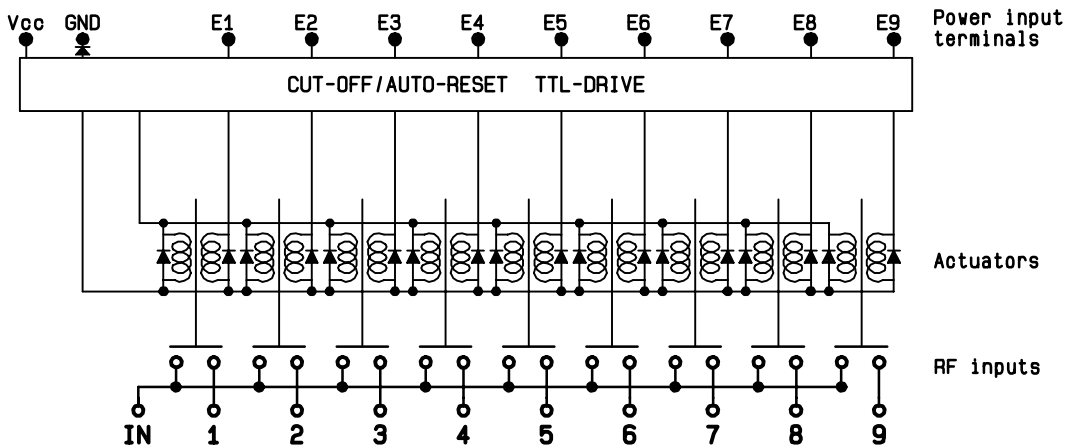 Vcc GND E1 E2 E3 E4 E5 E6 E7 E8 E9 Power input
terminals
CUT-OFF/AUTO-RESET TTL-DRIVE
Actuators
RF inputs
IN 1 2 3 4 5 6 7 8 9